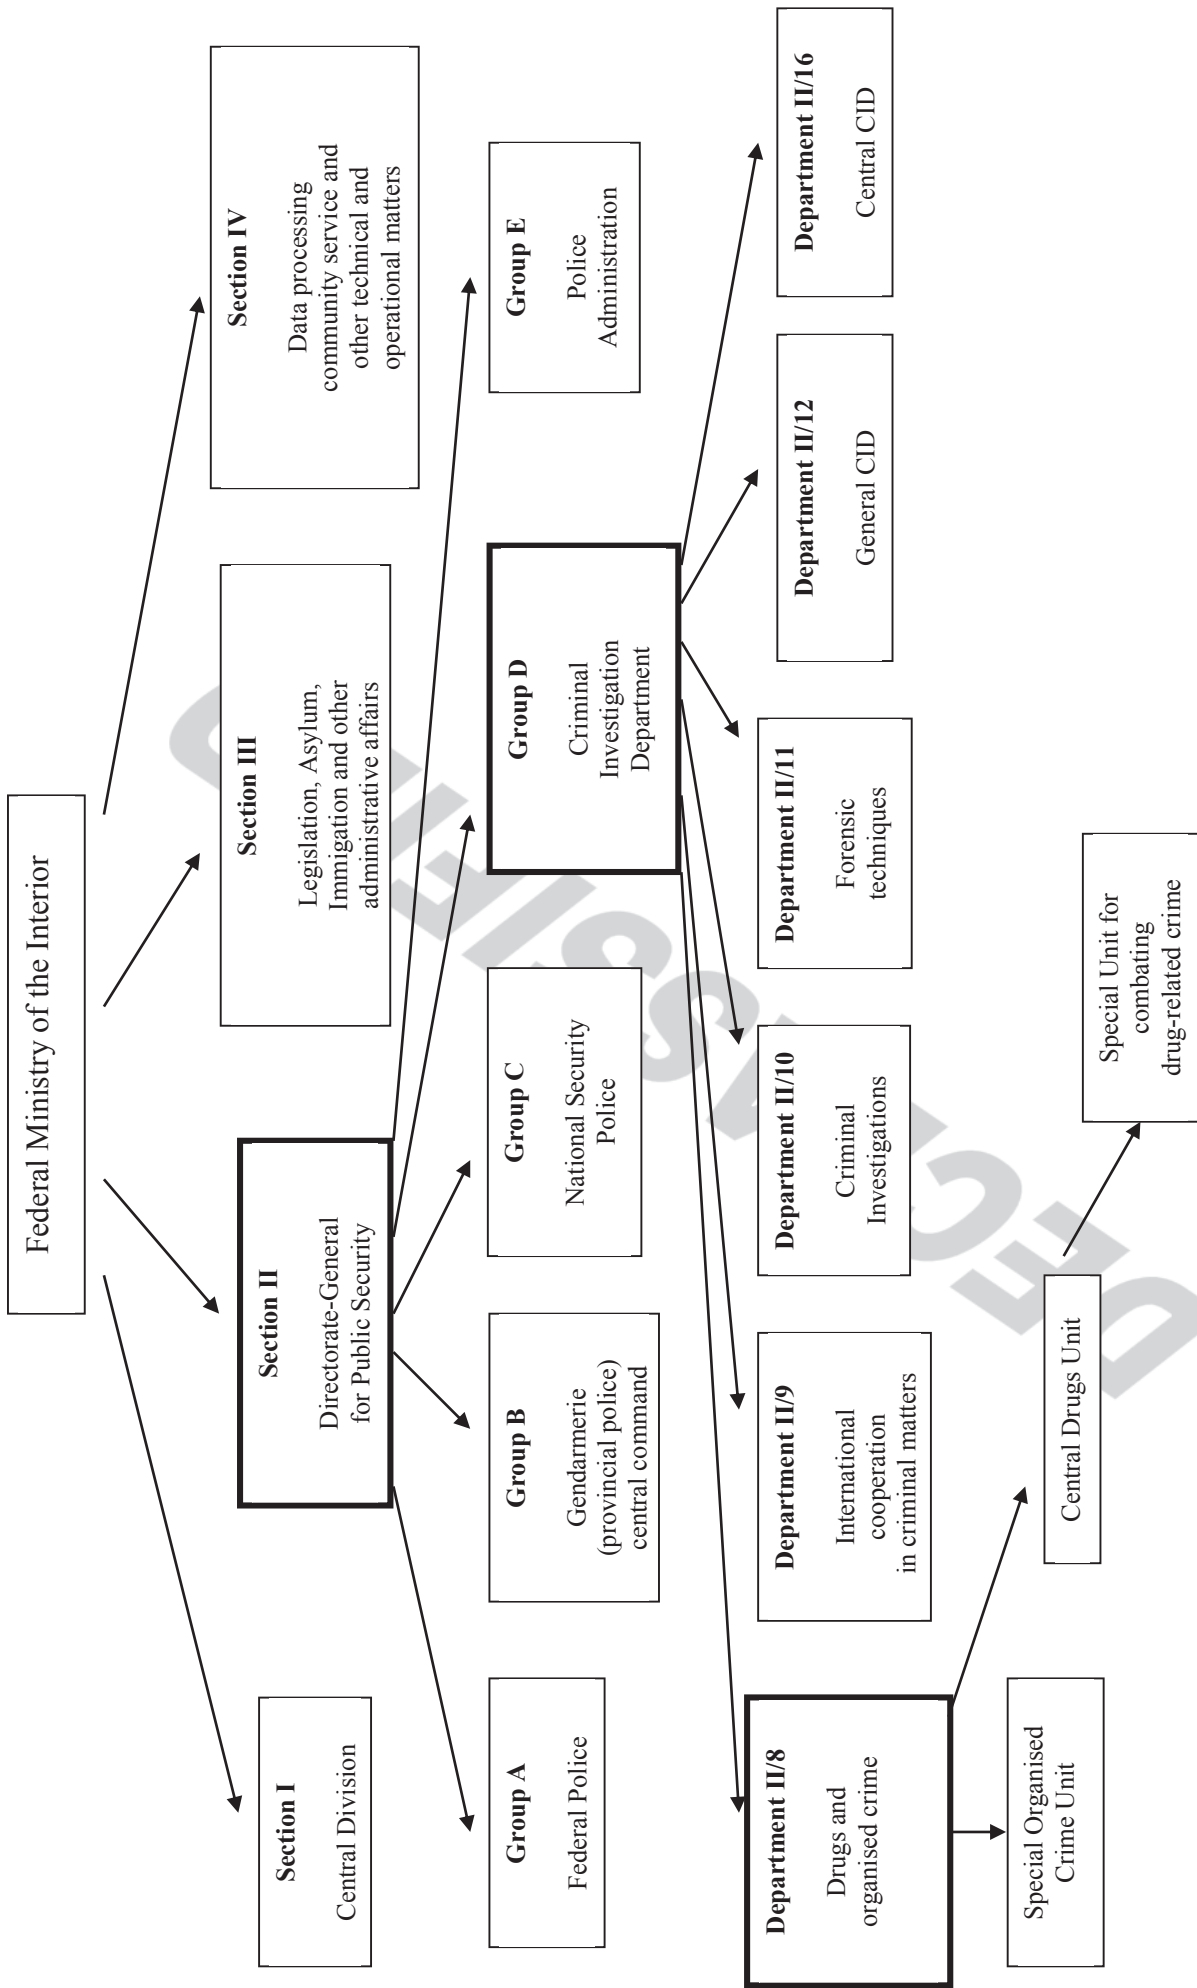 Federal Ministry of the Interior
Section I
Central Division
Section II
Directorate-General
for Public Security
Section III
Legislation, Asylum,
Immigation and other
administrative affairs
Section IV
Data processing
community service and
other technical and
operational matters
Group A
Federal Police
Group B
Gendarmerie
(provincial police)
central command
Group C
National Security
Police
Group D
Criminal
Investigation
Department
Group E
Police
Administration
Department II/8
Drugs and
organised crime
Department II/9
International
cooperation
in criminal matters
Department II/10
Criminal
Investigations
Department II/11
Forensic
techniques
Department II/12
General CID
Department II/16
Central CID
Special Organised
Crime Unit
Central Drugs Unit
Special Unit for
combating
drug-related crime
DECLASSIFIED